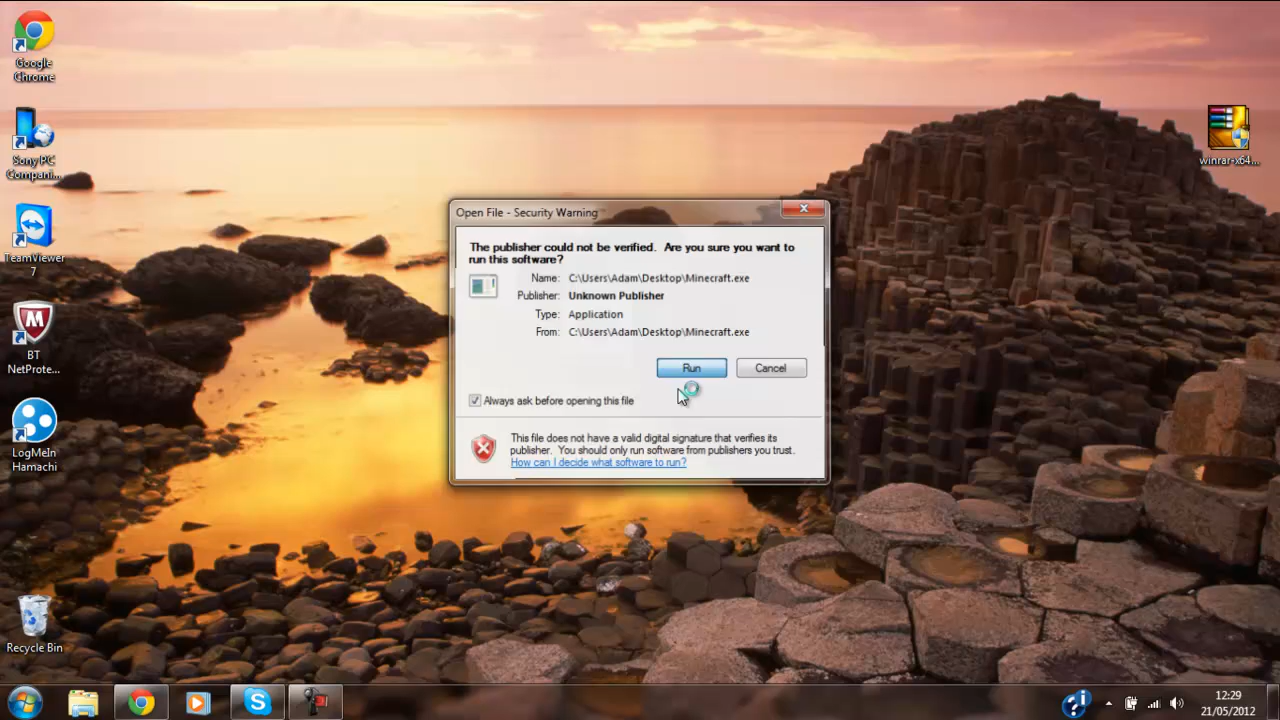 Google
Chrome
Sony PC
Compani...
TeamViewer
7
BT
NetProte...
LogMeIn
Hamachi
Recycle Bin
winrar-x64...
Open File - Security Warning
The publisher could not be verified. Are you sure you want to
run this software?
Name: C:\Users\Adam\Desktop\Minecraft.exe
Publisher: Unknown Publisher
Type: Application
From: C:\Users\Adam\Desktop\Minecraft.exe
Run Cancel
Always ask before opening this file
This file does not have a valid digital signature that verifies its
publisher. You should only run software from publishers you trust.
How can I decide what software to run?
12:29
21/05/2012